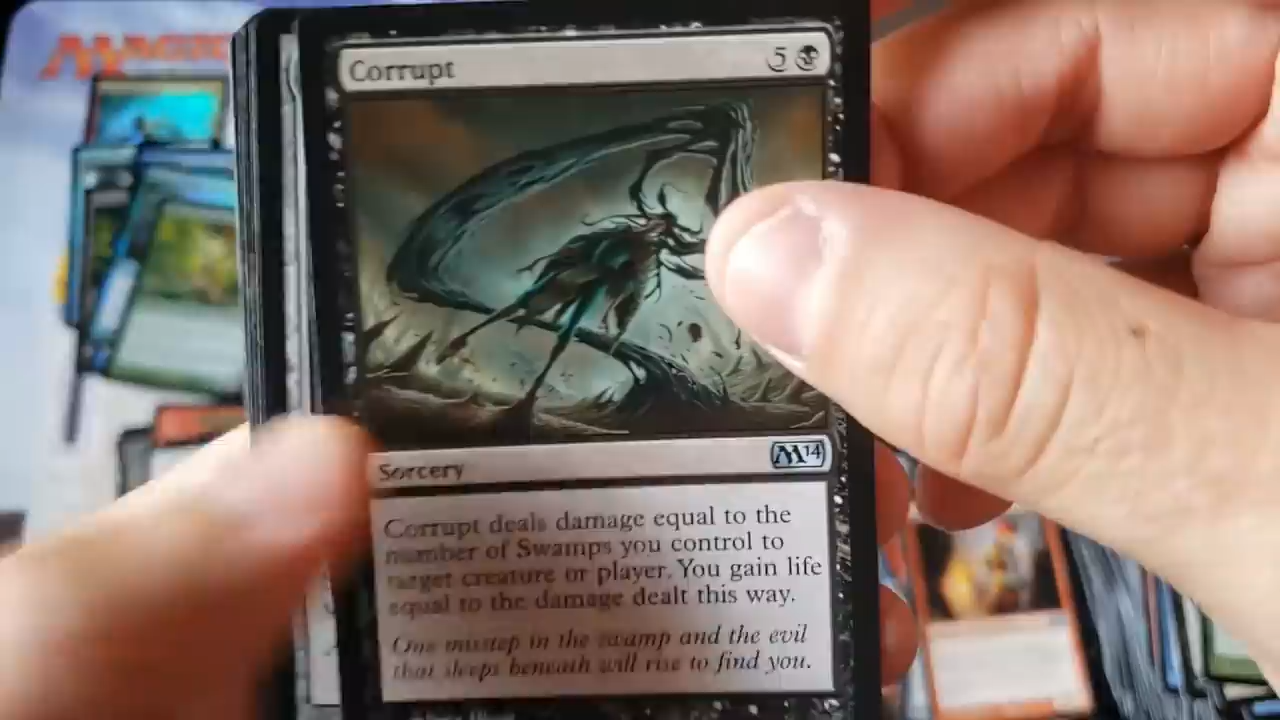 MAGIC
Corrupt
5
Sorcery
M14
Corrupt deals damage equal to the
number of Swamps you control to
target creature or player. You gain life
equal to the damage dealt this way.
One misstep in the swamp and the evil
that sleeps beneath will rise to find you.